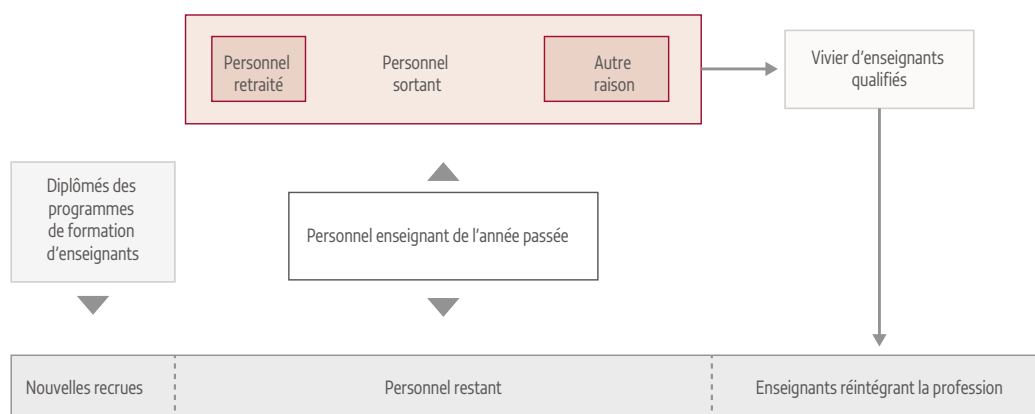 Personnel
retraité
Personnel
sortant
Autre
raison
Vivier d'enseignants
qualifiés
Diplômés des
programmes
de formation
d'enseignants
Personnel enseignant de l'année passée
Nouvelles recrues
Personnel restant
Enseignants réintégrant la profession